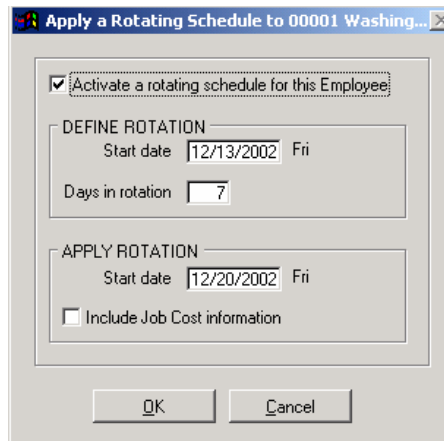 Apply a Rotating Schedule to 00001 Washing...
Activate a rotating schedule for this Employee
DEFINE ROTATION
Start date 12/13/2002 Fri
Days in rotation 7
APPLY ROTATION
Start date 12/20/2002 Fri
Include Job Cost information
OK Cancel